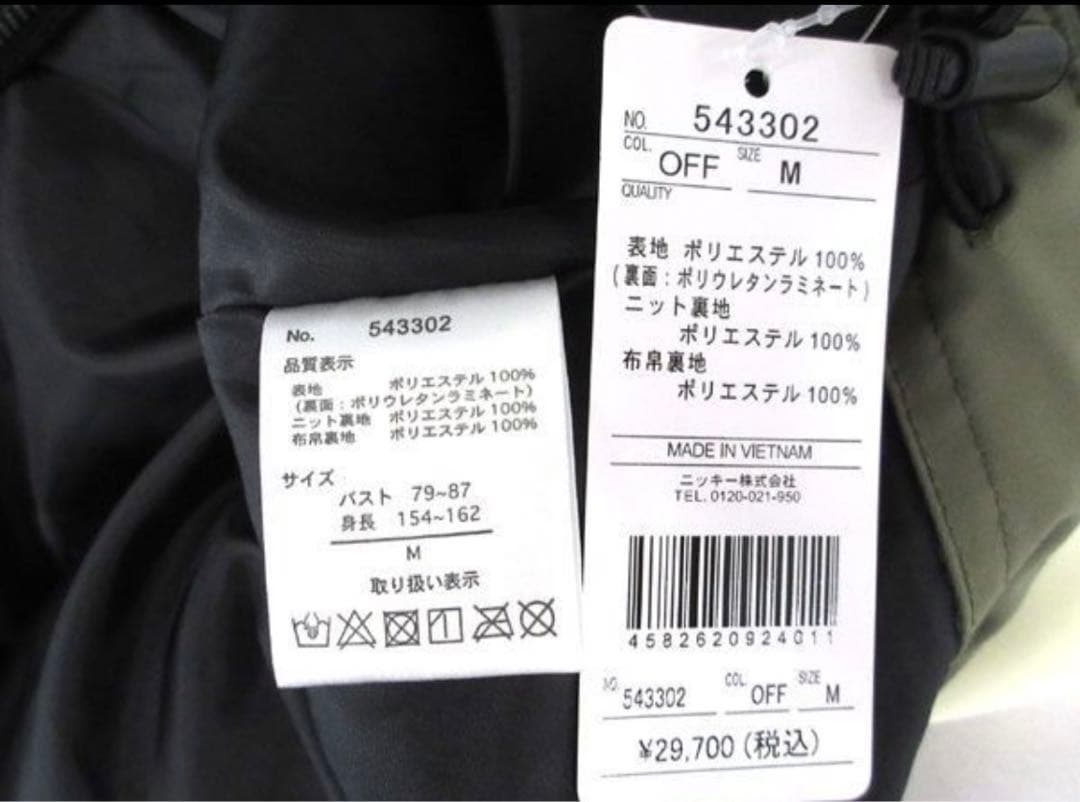 No. 543302
品質表示
表地 ポリエステル 100%
(裏面:ポリウレタンラミネート)
ニット裏地 ポリエステル 100%
布帛裏地 ポリエステル 100%
サイズ
バスト 79~87
身長 154~162
M
取り扱い表示
NO. 543302
COL. OFF SIZE M
QUALITY
表地 ポリエステル 100%
(裏面:ポリウレタンラミネート)
ニット裏地
ポリエステル 100%
布帛裏地
ポリエステル 100%
MADE IN VIETNAM
ニッキー株式会社
TEL. 0120-021-950
4582620924011
NO. 543302 COL. OFF SIZE M
¥29,700 (税込)